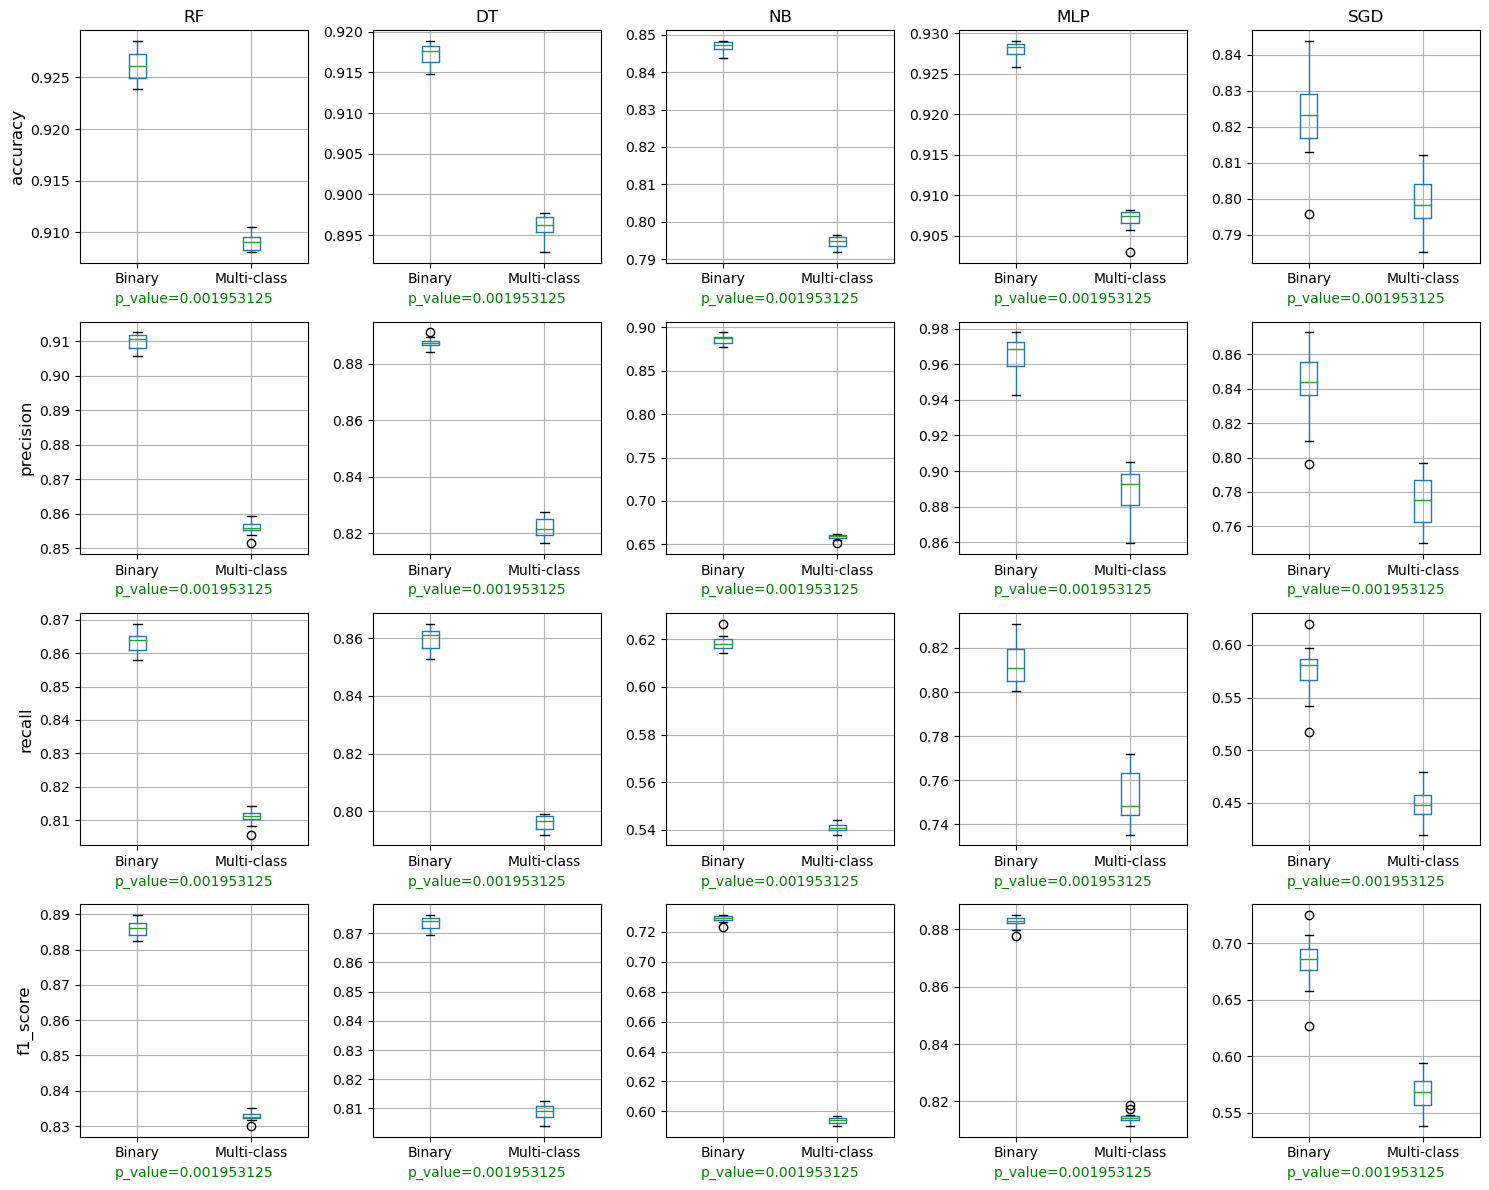 RF DT NB MLP SGD
accuracy
0.925 0.920 0.915 0.910
0.920 0.918 0.915 0.910 0.905 0.900 0.895
0.85 0.84 0.83 0.82 0.81 0.80 0.79
0.930 0.925 0.920 0.915 0.910 0.905
0.84 0.83 0.82 0.81 0.80 0.79
Binary Multi-class Binary Multi-class Binary Multi-class Binary Multi-class Binary Multi-class
p_value=0.001953125 p_value=0.001953125 p_value=0.001953125 p_value=0.001953125 p_value=0.001953125
precision
0.91 0.90 0.89 0.88 0.87 0.86 0.85
0.88 0.86 0.84 0.82
0.90 0.85 0.80 0.75 0.70 0.65
0.98 0.96 0.94 0.92 0.90 0.88 0.86
0.86 0.84 0.82 0.80 0.78 0.76
Binary Multi-class Binary Multi-class Binary Multi-class Binary Multi-class Binary Multi-class
p_value=0.001953125 p_value=0.001953125 p_value=0.001953125 p_value=0.001953125 p_value=0.001953125
recall
0.87 0.86 0.85 0.84 0.83 0.82 0.81
0.86 0.84 0.82 0.80
0.62 0.60 0.58 0.56 0.54
0.82 0.80 0.78 0.76 0.74
0.60 0.55 0.50 0.45
Binary Multi-class Binary Multi-class Binary Multi-class Binary Multi-class Binary Multi-class
p_value=0.001953125 p_value=0.001953125 p_value=0.001953125 p_value=0.001953125 p_value=0.001953125
f1_score
0.89 0.88 0.87 0.86 0.85 0.84 0.83
0.87 0.86 0.85 0.84 0.83 0.82 0.81
0.72 0.70 0.68 0.66 0.64 0.62 0.60
0.88 0.86 0.84 0.82
0.70 0.65 0.60 0.55
Binary Multi-class Binary Multi-class Binary Multi-class Binary Multi-class Binary Multi-class
p_value=0.001953125 p_value=0.001953125 p_value=0.001953125 p_value=0.001953125 p_value=0.001953125